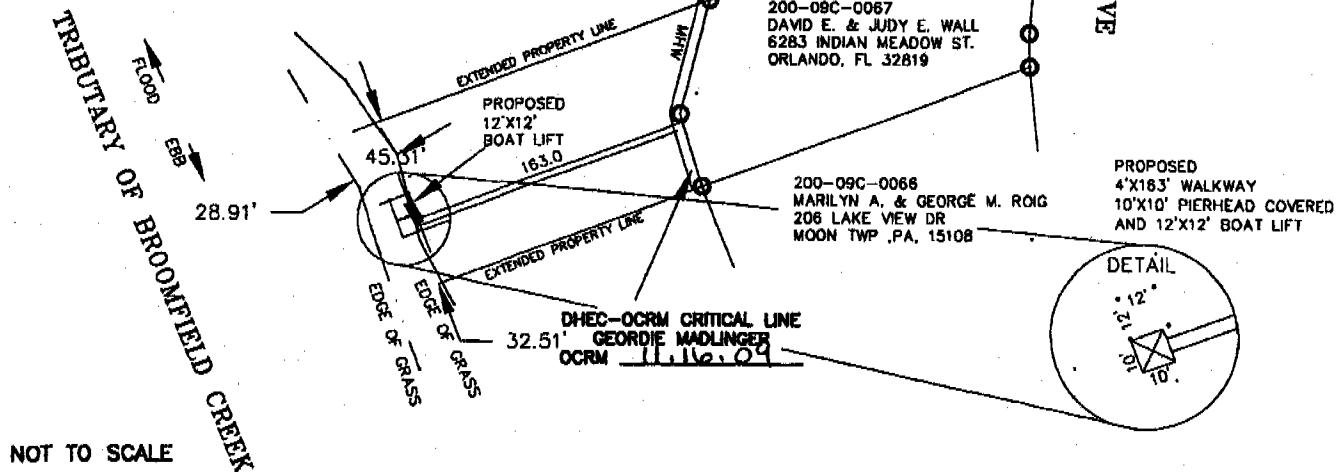 TRIBUTARY OF BROOMFIELD CREEK
FLOOD
EBB
EXTENDED PROPERTY LINE
MHW
200-09C-0067
DAVID E. & JUDY E. WALL
6283 INDIAN MEADOW ST.
ORLANDO, FL 32819
VE
PROPOSED
12'X12'
BOAT LIFT
45.51'
163.0
28.91'
200-09C-0066
MARILYN A, & GEORGE M. ROIG
206 LAKE VIEW DR
MOON TWP ,PA, 15108
PROPOSED
4'X163' WALKWAY
10'X10' PIERHEAD COVERED
AND 12'X12' BOAT LIFT
EXTENDED PROPERTY LINE
EDGE OF GRASS
EDGE OF GRASS
32.51'
DHEC-OCRM CRITICAL LINE
GEORDIE MADLINGER
OCRM 11.16.09
DETAIL
12'
12'
10'
10'
NOT TO SCALE